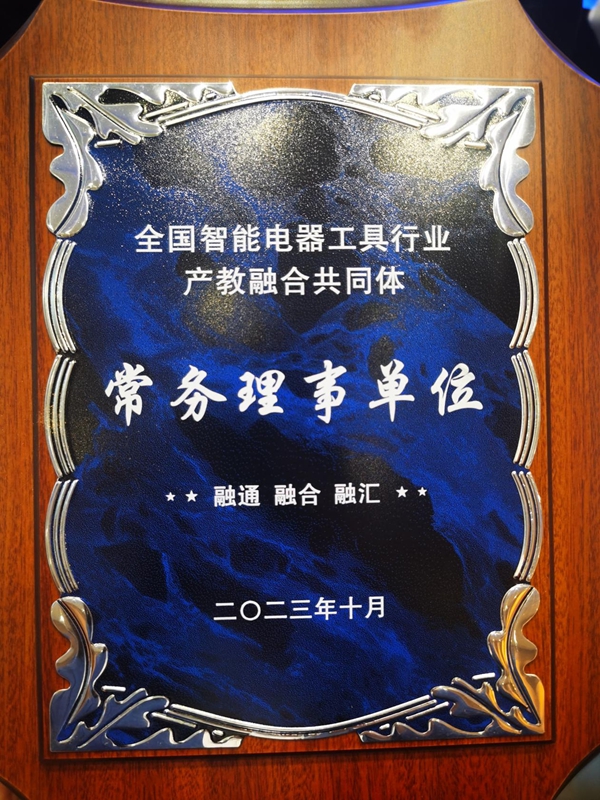 全国智能电器工具行业
产教融合共同体
常务理事单位
★★ 融通 融合 融汇 ★★
二〇二三年十月